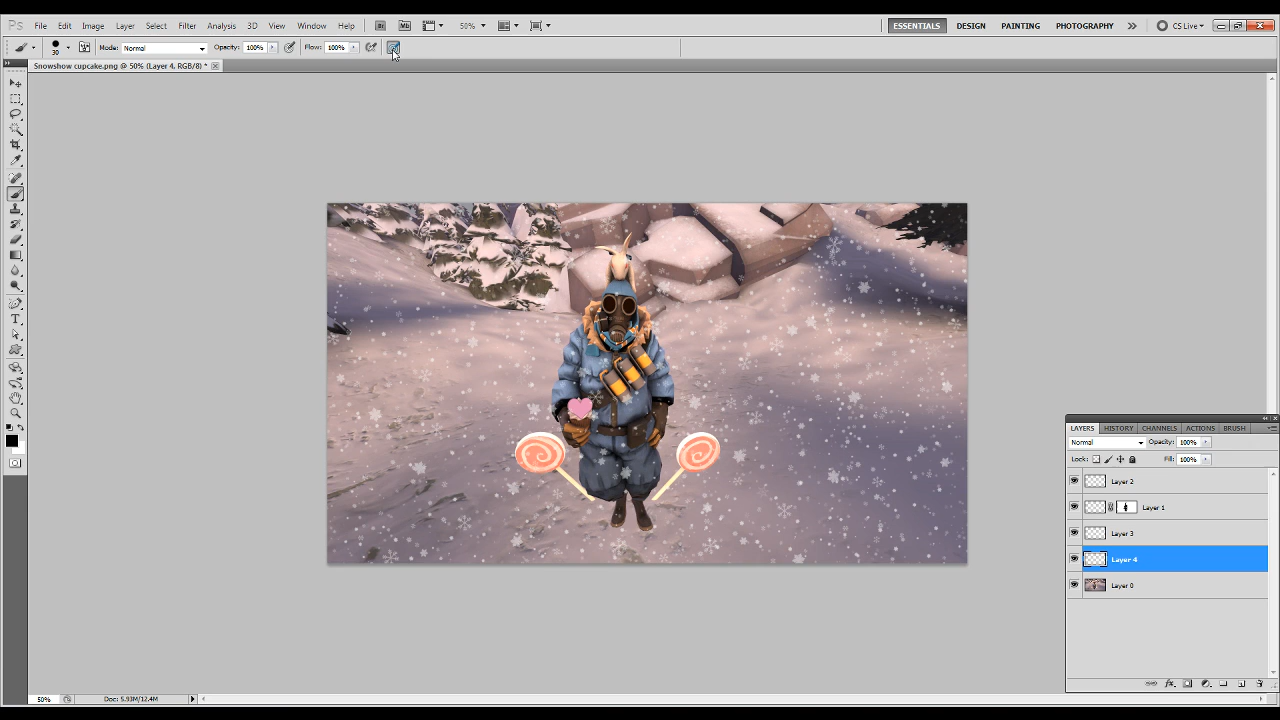 Ps File Edit Image Layer Select Filter Analysis 3D View Window Help Br Mb 50% ESSENTIALS DESIGN PAINTING PHOTOGRAPHY CS Live
30 Mode: Normal Opacity: 100% Flow: 100%
Snowshow cupcake.png @ 50% (Layer 4, RGB/8) *
LAYERS HISTORY CHANNELS ACTIONS BRUSH
Normal Opacity: 100%
Lock: Fill: 100%
Layer 2
Layer 1
Layer 3
Layer 4
Layer 0
50% Doc: 5.93M/12.4M